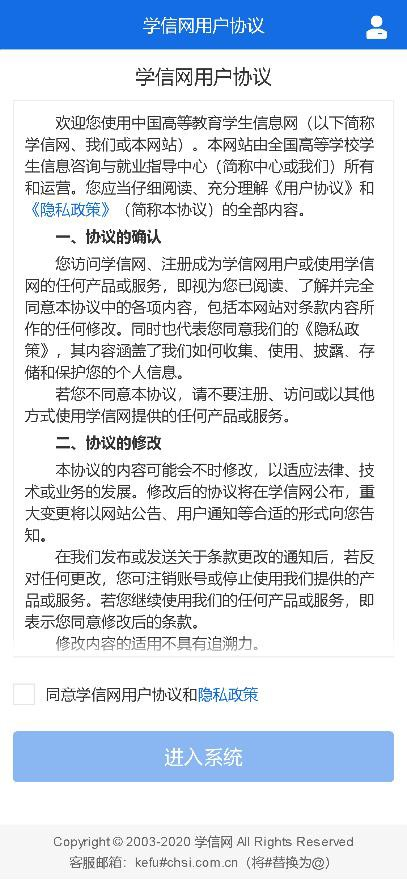 学信网用户协议
学信网用户协议
欢迎您使用中国高等教育学生信息网（以下简称
学信网、我们或本网站）。本网站由全国高等学校学
生信息咨询与就业指导中心（简称中心或我们）所有
和运营。您应当仔细阅读、充分理解《用户协议》和
《隐私政策》（简称本协议）的全部内容。
一、协议的确认
您访问学信网、注册成为学信网用户或使用学信
网的任何产品或服务，即视为您已阅读、了解并完全
同意本协议中的各项内容，包括本网站对条款内容所
作的任何修改。同时也代表您同意我们的《隐私政
策》，其内容涵盖了我们如何收集、使用、披露、存
储和保护您的个人信息。
若您不同意本协议，请不要注册、访问或以其他
方式使用学信网提供的任何产品或服务。
二、协议的修改
本协议的内容可能会不时修改，以适应法律、技
术或业务的发展。修改后的协议将在学信网公布，重
大变更将以网站公告、用户通知等合适的形式向您告
知。
在我们发布或发送关于条款更改的通知后，若反
对任何更改，您可注销账号或停止使用我们提供的产
品或服务。若您继续使用我们的任何产品或服务，即
表示您同意修改后的条款。
修改内容的适用不具有追溯力。
同意学信网用户协议和隐私政策
进入系统
Copyright © 2003-2020 学信网 All Rights Reserved
客服邮箱：kefu#chsi.com.cn（将#替换为@）